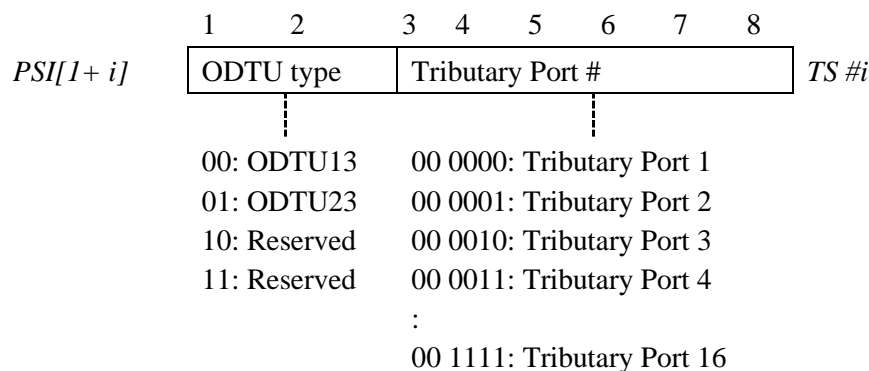 1 2 3 4 5 6 7 8
PSI[1+ i] ODTU type Tributary Port # TS #i
00: ODTU13 00 0000: Tributary Port 1
01: ODTU23 00 0001: Tributary Port 2
10: Reserved 00 0010: Tributary Port 3
11: Reserved 00 0011: Tributary Port 4
:
00 1111: Tributary Port 16